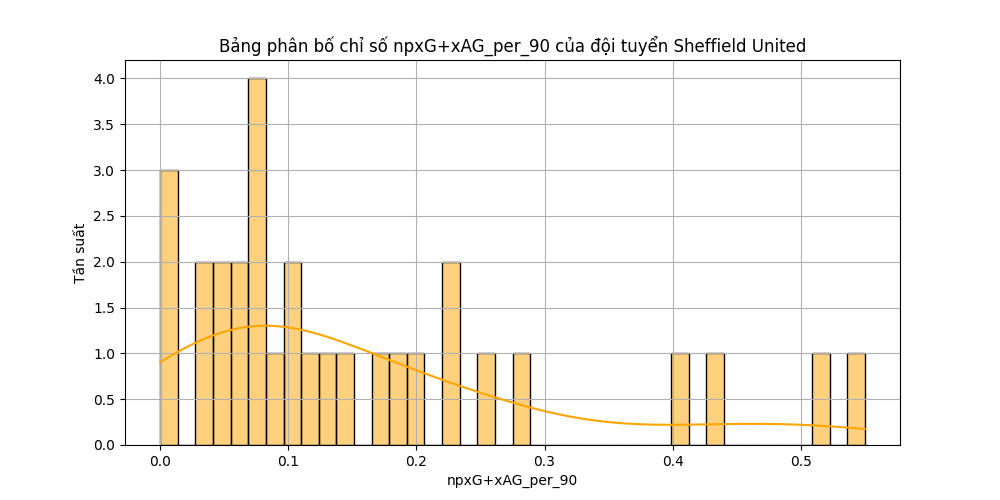 Bảng phân bố chỉ số npxG+xAG_per_90 của đội tuyển Sheffield United
4.0
3.5
3.0
2.5
2.0
1.5
1.0
0.5
0.0
Tần suất
0.0 0.1 0.2 0.3 0.4 0.5
npxG+xAG_per_90